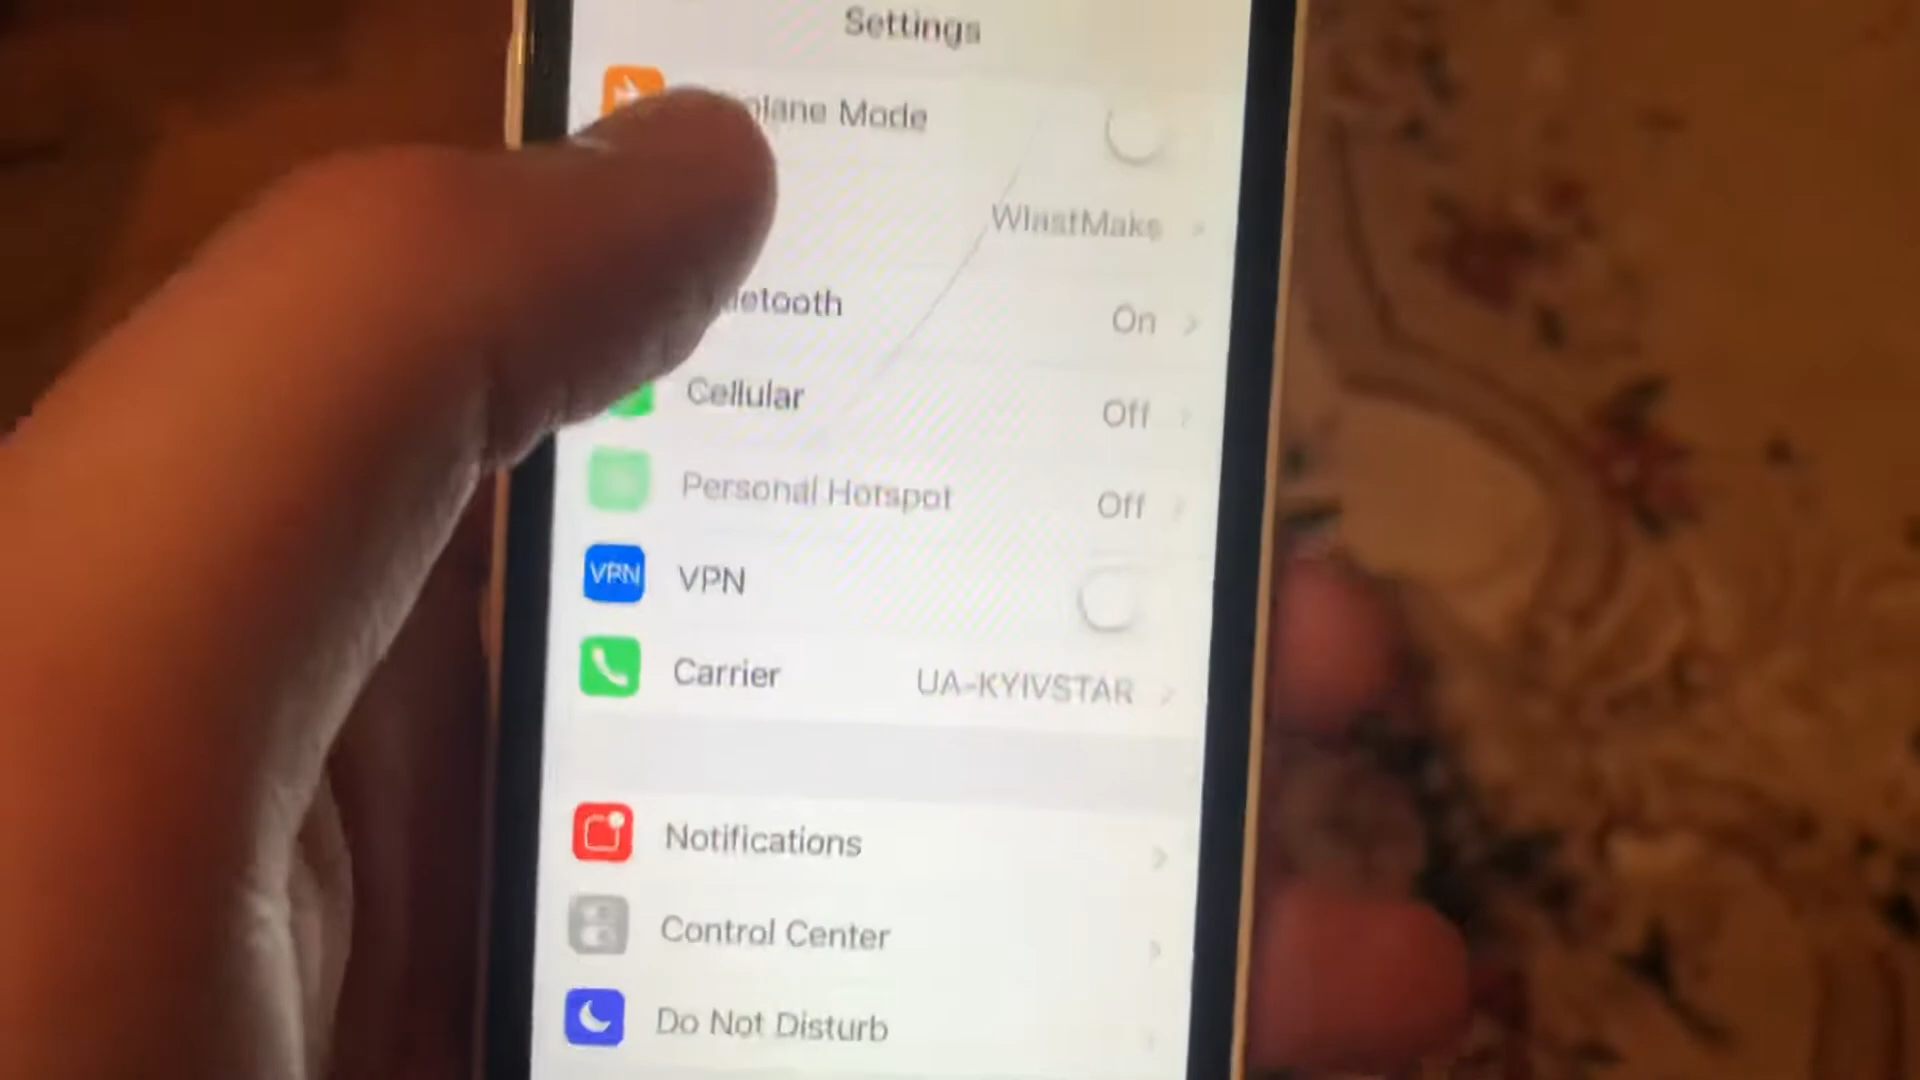 Settings
plane Mode
WlastMaks
etooth On
Cellular Off
Personal Hotspot Off
VPN VPN
Carrier UA-KYIVSTAR
Notifications
Control Center
Do Not Disturb